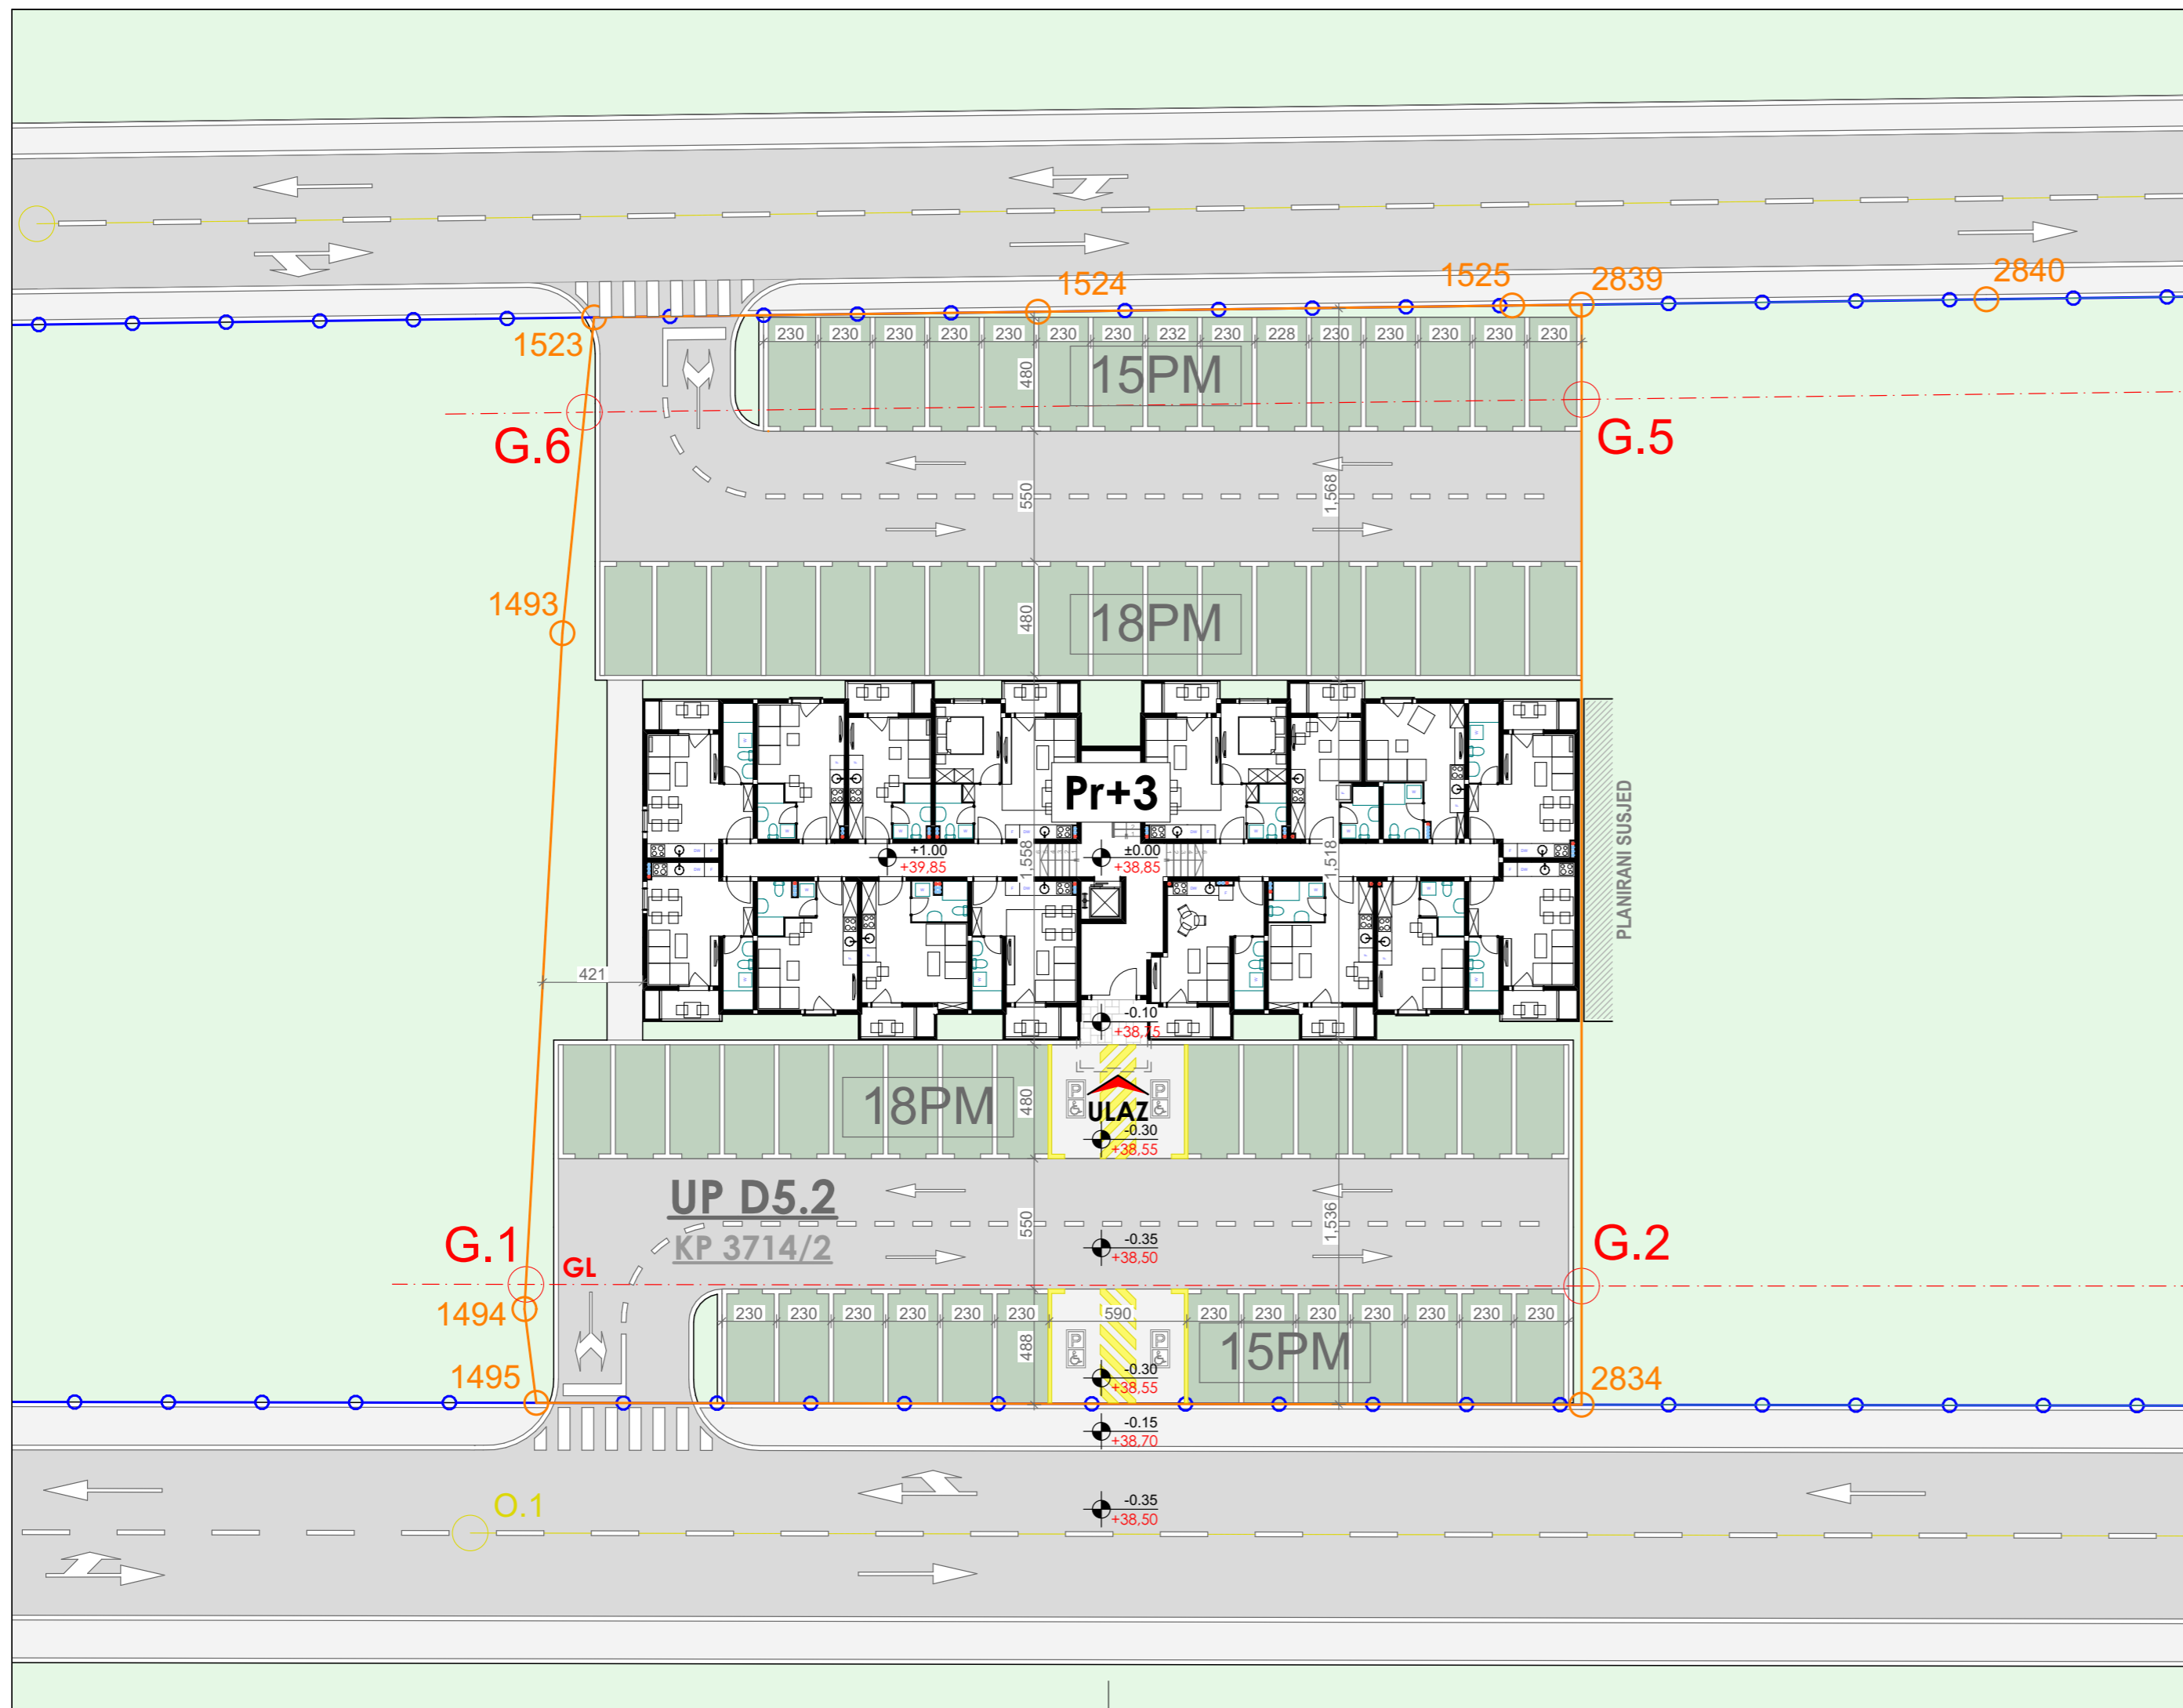 1524
1525
2839
2840
1523
230 230 230 230 230 230 230 232 230 228 230 230 230 230 230
480
15PM
G.6
G.5
550
1,568
1493
480
18PM
Pr+3
PLANIRANI SUSJED
+1.00
+39,85
1,558
±0.00
+38,85
1,518
421
-0.10
+38,75
18PM
480
P
P
ULAZ
-0.30
+38,55
UP D5.2
KP 3714/2
550
1,536
-0.35
+38,50
G.1
GL
G.2
1494
230 230 230 230 230 230 590 230 230 230 230 230 230 230
488
P
P
15PM
1495
-0.30
+38,55
2834
-0.15
+38,70
O.1
-0.35
+38,50